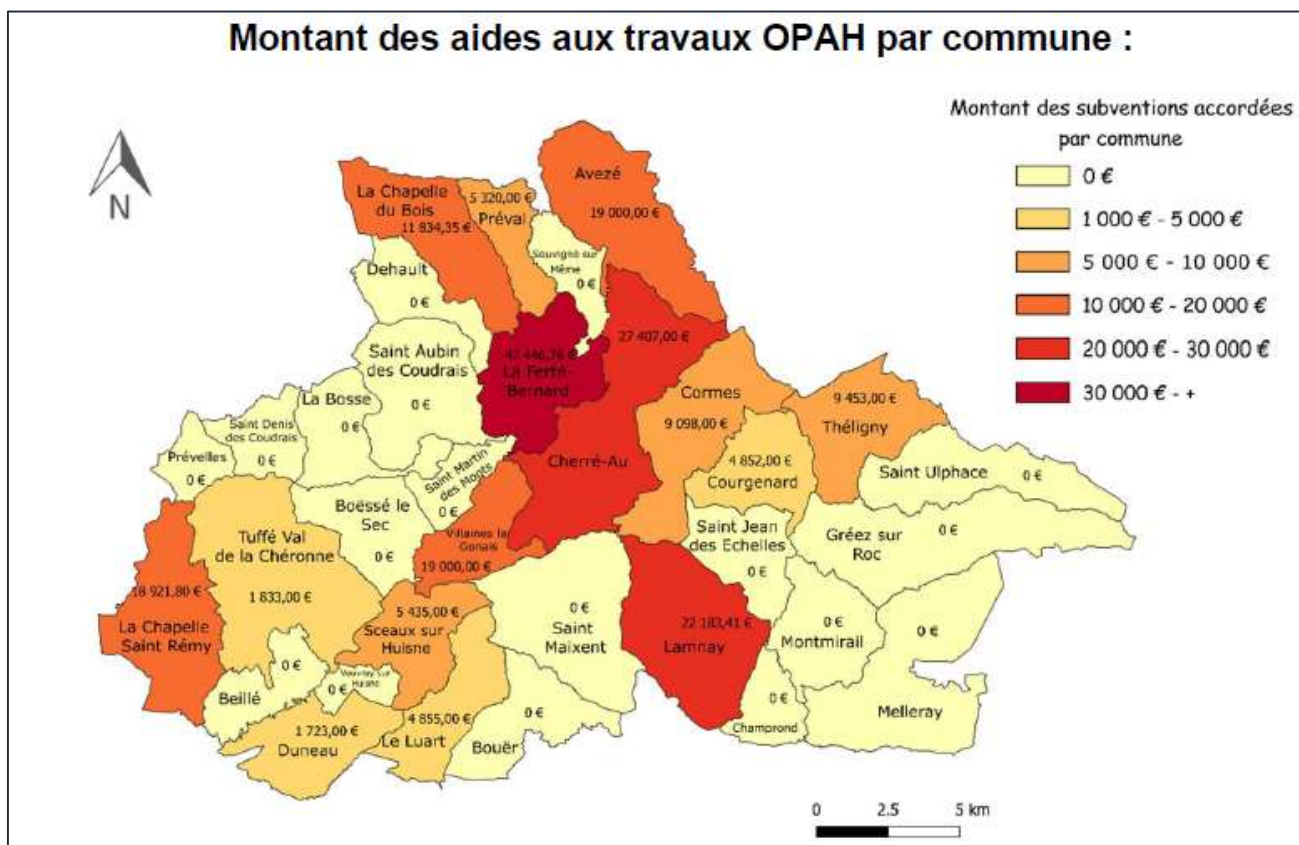 Montant des aides aux travaux OPAH par commune :
N
Montant des subventions accordées
par commune
0 €
1 000 € - 5 000 €
5 000 € - 10 000 €
10 000 € - 20 000 €
20 000 € - 30 000 €
30 000 € - +
Avezé
19 000,00 €
La Chapelle
du Bois
11 834,35 €
5 320,00 €
Préval
Souvigné sur
Même
0 €
Dehault
0 €
27 407,00 €
Cherré-Au
La Ferté-
Bernard
Saint Aubin
des Coudrais
0 €
La Bosse
0 €
Saint Denis
des Coudrais
0 €
Prévelles
0 €
Saint Martin
des Monts
0 €
Cormes
9 098,00 €
9 453,00 €
Théligny
4 852,00 €
Courgenard
Saint Ulphace
0 €
Boëssé le
Sec
0 €
Villaines la
Gonais
19 000,00 €
Saint Jean
des Echelles
0 €
0 €
Gréez sur
Roc
Tuffé Val
de la Chéronne
1 833,00 €
18 921,80 €
La Chapelle
Saint Rémy
5 435,00 €
Sceaux sur
Huisne
0 €
Saint
Maixent
22 183,41 €
Lamnay
0 €
Montmirail
0 €
Melleray
0 €
Beillé
Vouvray sur
Huisne
0 €
1 723,00 €
Duneau
4 855,00 €
Le Luart
0 €
Bouër
0 €
Champrond
0 2.5 5 km